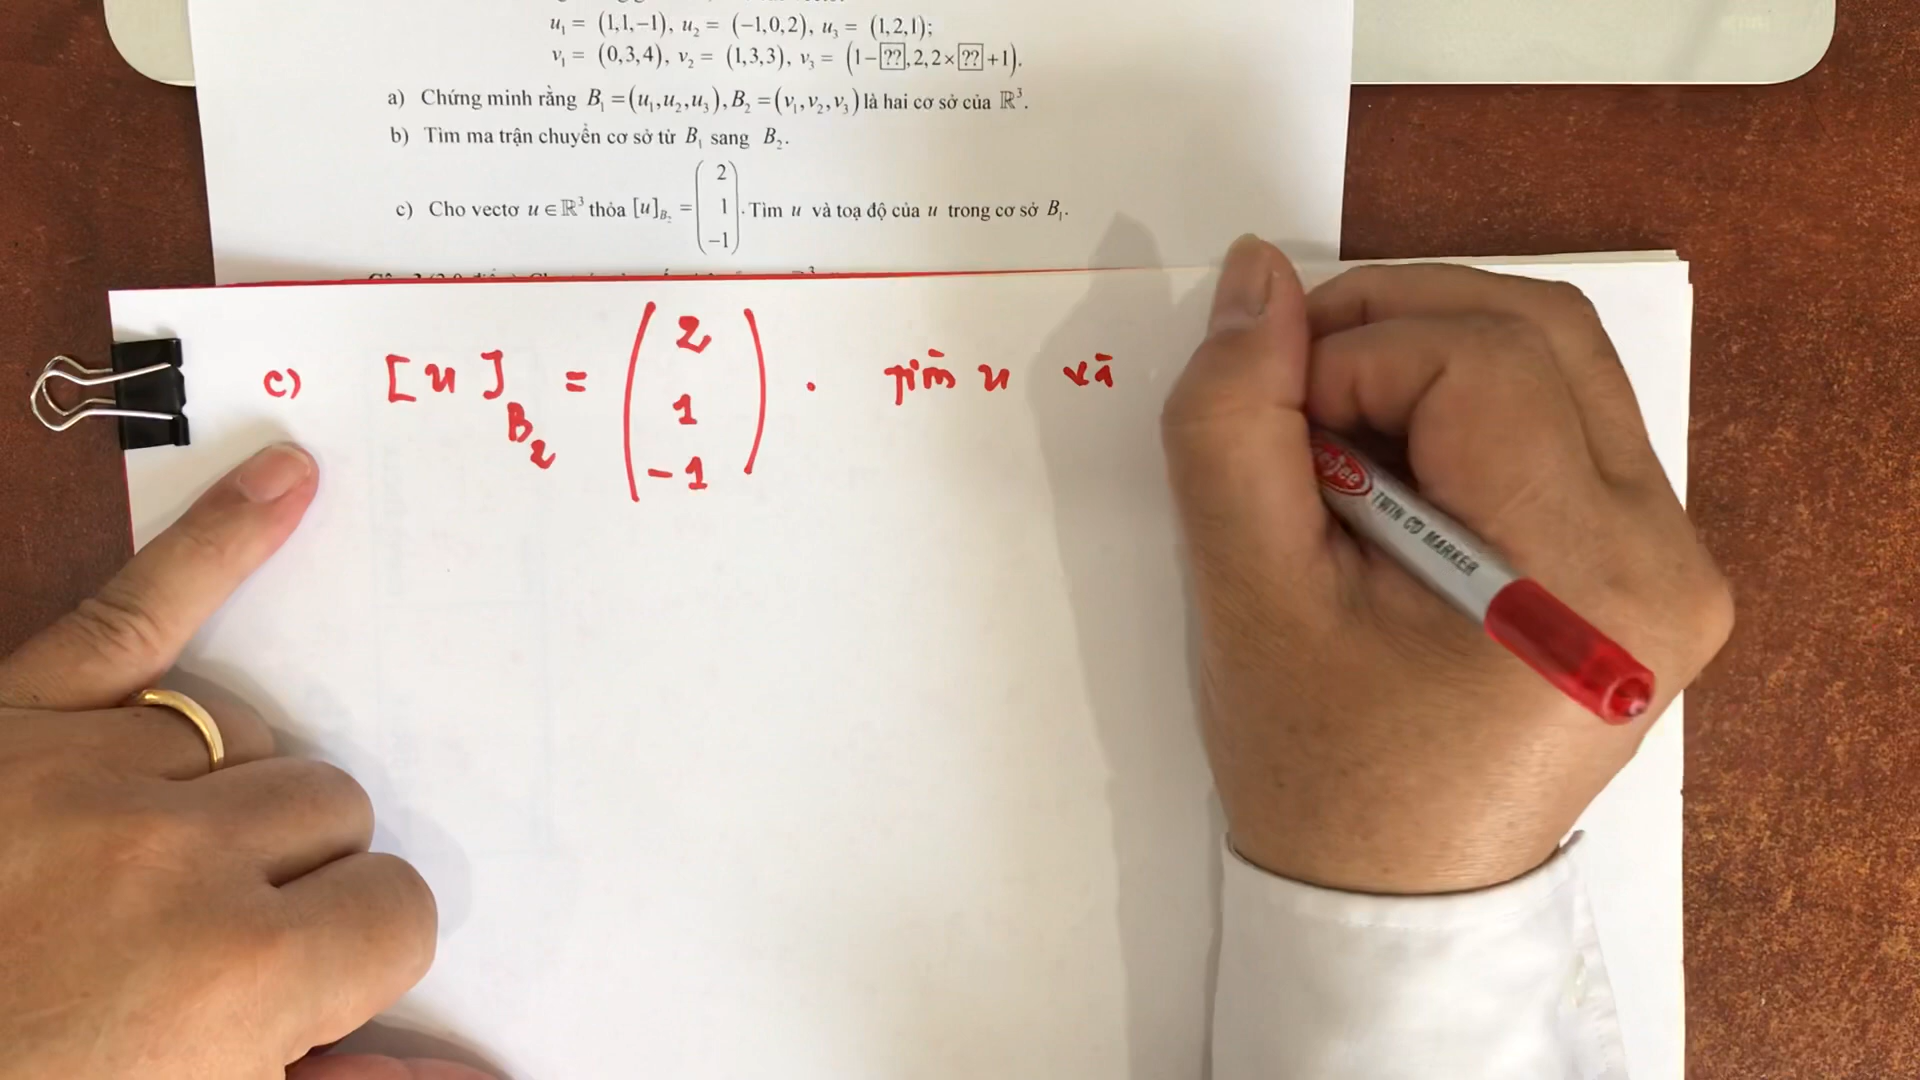 u₁ = (1,1,−1), u₂ = (−1,0,2), u₃ = (1,2,1);
v₁ = (0,3,4), v₂ = (1,3,3), v₃ = (1−??,2,2×??+1).
a) Chứng minh rằng B₁ =(u₁,u₂,u₃),B₂ =(v₁,v₂,v₃) là hai cơ sở của ℝ³.
b) Tìm ma trận chuyển cơ sở từ B₁ sang B₂.
c) Cho vectơ u∈ℝ³ thỏa [u]B₂ = (2 1 −1). Tìm u và toạ độ của u trong cơ sở B₁.
c) [u]B₂ = (2 1 -1). Tìm u và
TWIN CD MARKER